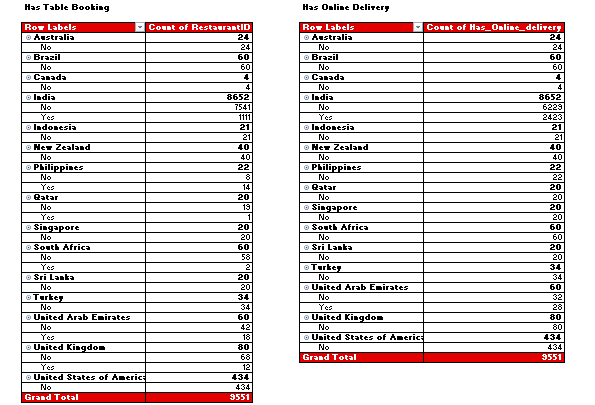 Has Table Booking
Row Labels Count of RestaurantID
Australia 24
No 24
Brazil 60
No 60
Canada 4
No 4
India 8652
No 7541
Yes 1111
Indonesia 21
No 21
New Zealand 40
No 40
Philippines 22
No 8
Yes 14
Qatar 20
No 19
Yes 1
Singapore 20
No 20
South Africa 60
No 58
Yes 2
Sri Lanka 20
No 20
Turkey 34
No 34
United Arab Emirates 60
No 42
Yes 18
United Kingdom 80
No 68
Yes 12
United States of America 434
No 434
Grand Total 9551
Has Online Delivery
Row Labels Count of Has_Online_delivery
Australia 24
No 24
Brazil 60
No 60
Canada 4
No 4
India 8652
No 6229
Yes 2423
Indonesia 21
No 21
New Zealand 40
No 40
Philippines 22
No 22
Qatar 20
No 20
Singapore 20
No 20
South Africa 60
No 60
Sri Lanka 20
No 20
Turkey 34
No 34
United Arab Emirates 60
No 32
Yes 28
United Kingdom 80
No 80
United States of America 434
No 434
Grand Total 9551